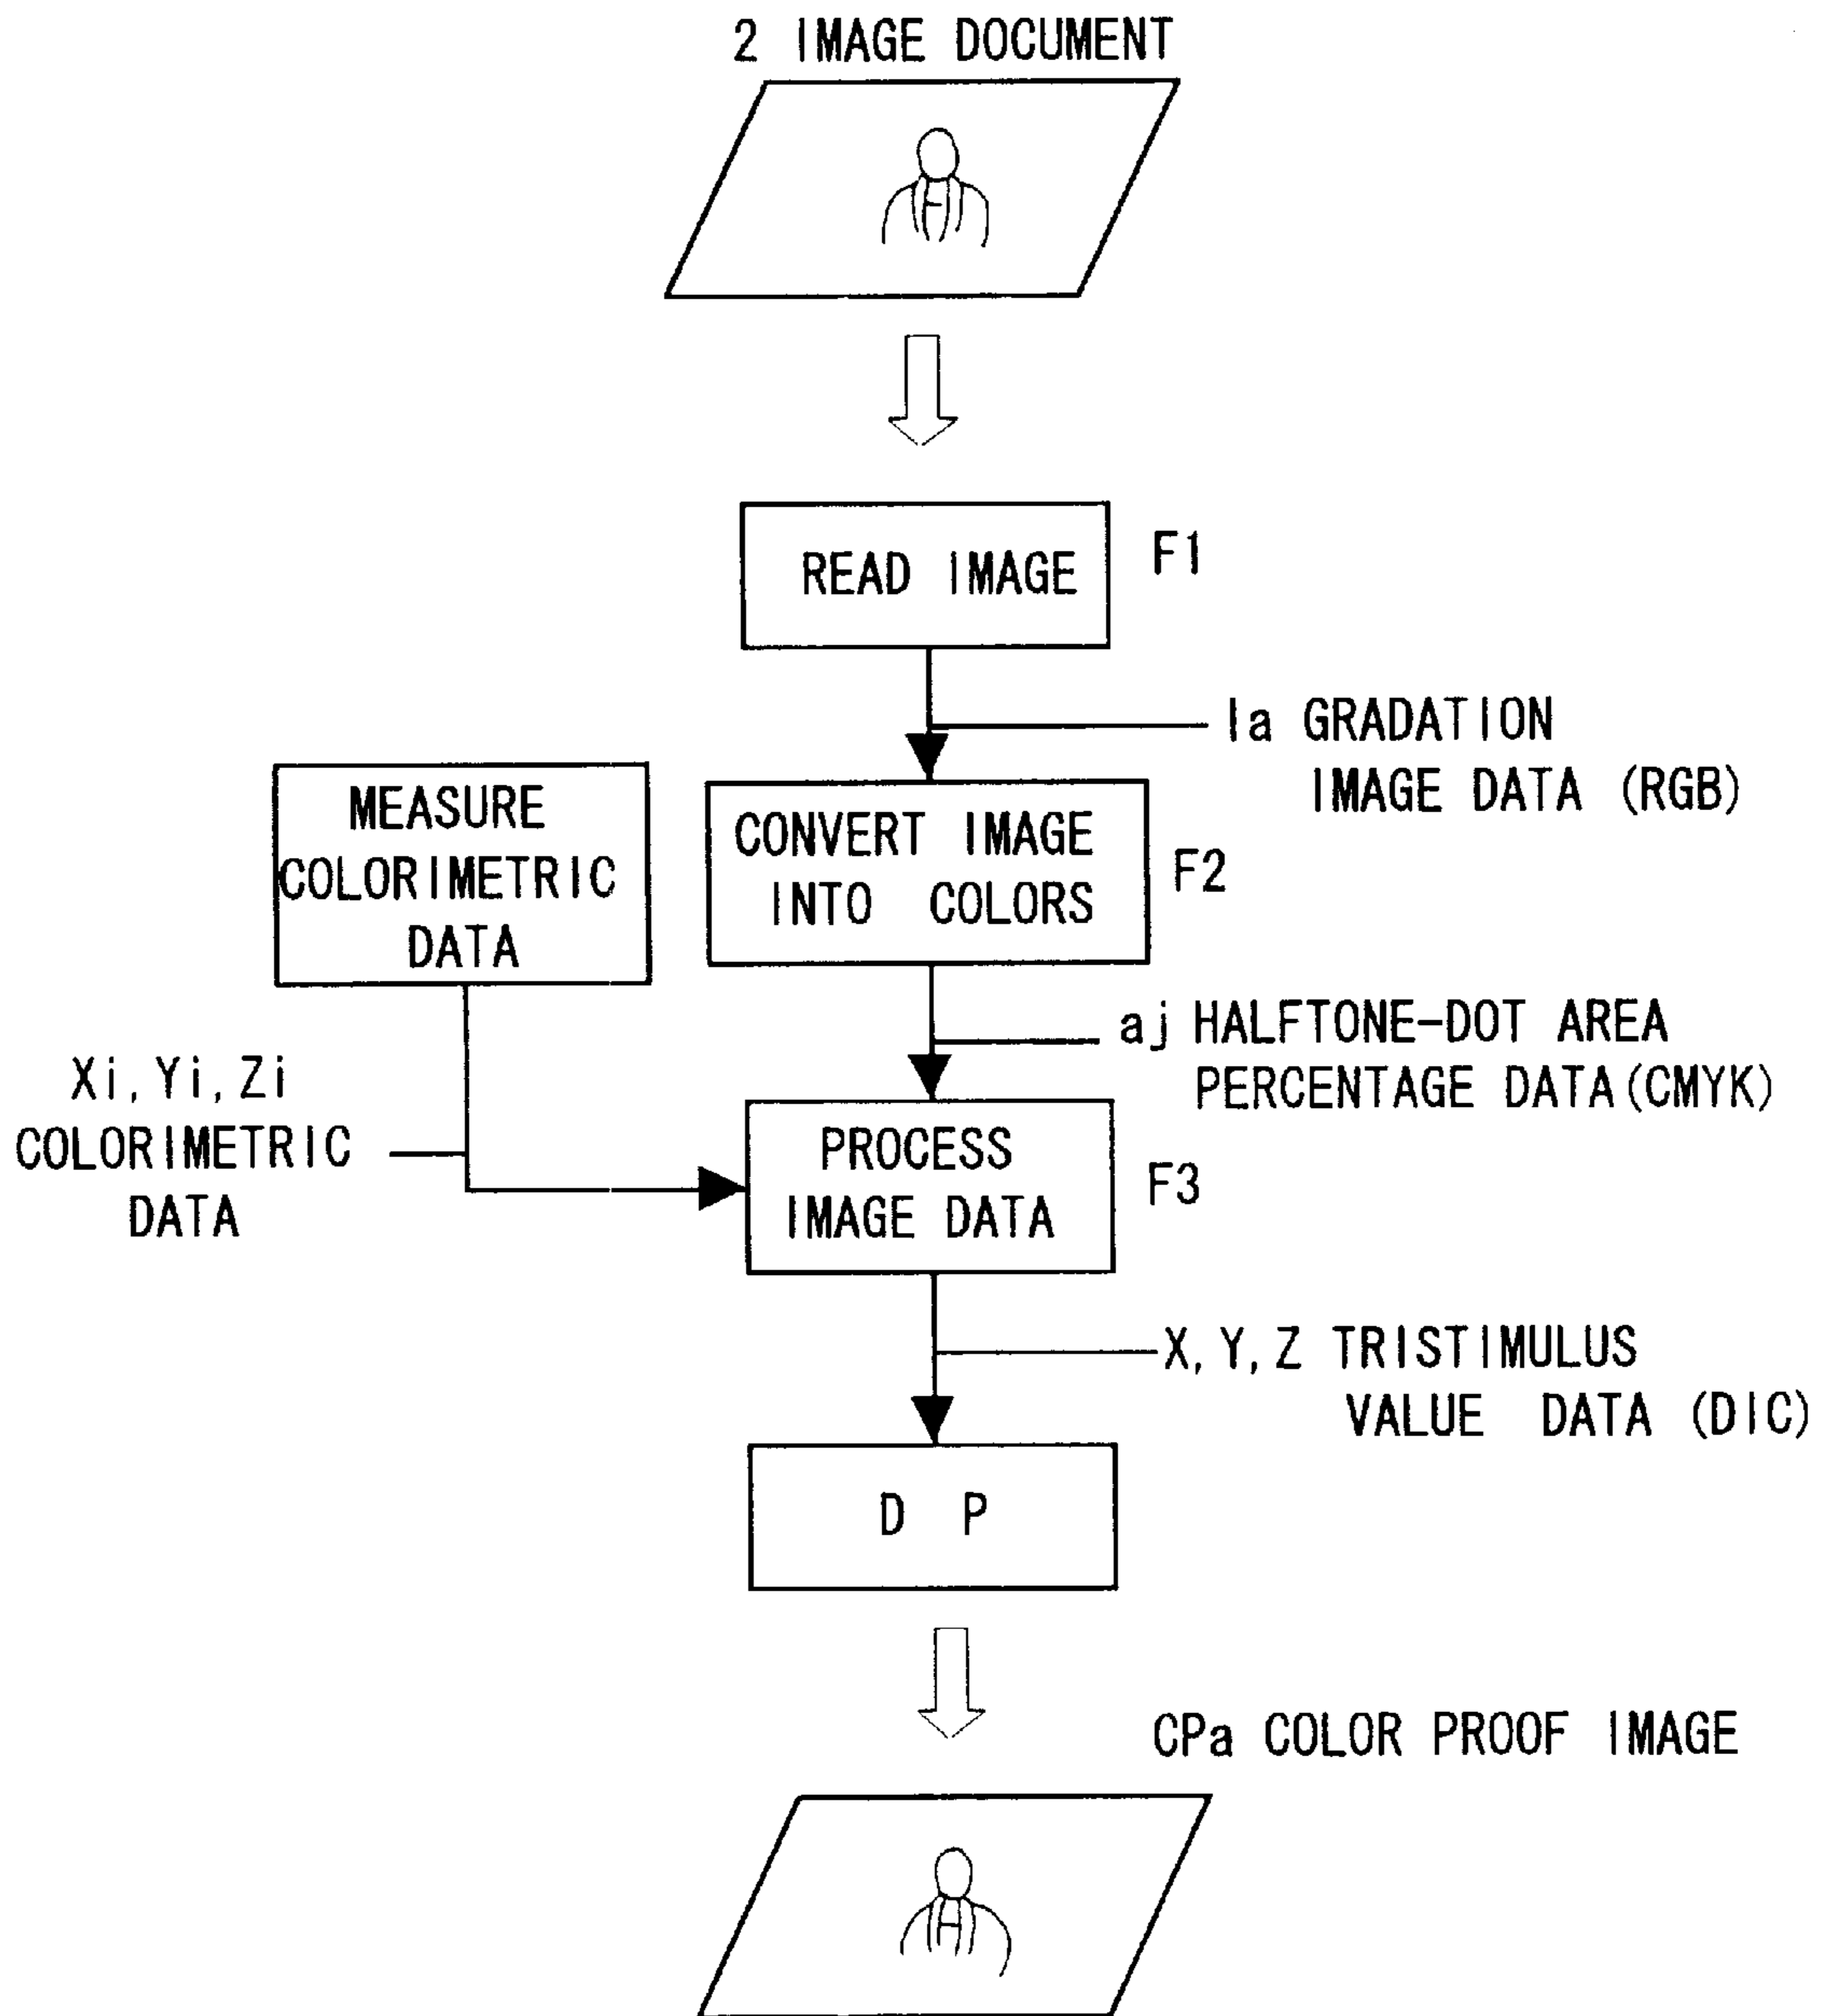 2 IMAGE DOCUMENT
READ IMAGE
F1
Ia GRADATION
IMAGE DATA (RGB)
MEASURE
COLORIMETRIC
DATA
CONVERT IMAGE
INTO COLORS
F2
aj HALFTONE-DOT AREA
PERCENTAGE DATA(CMYK)
Xi, Yi, Zi
COLORIMETRIC
DATA
PROCESS
IMAGE DATA
F3
X, Y, Z TRISTIMULUS
VALUE DATA (DIC)
D P
CPa COLOR PROOF IMAGE